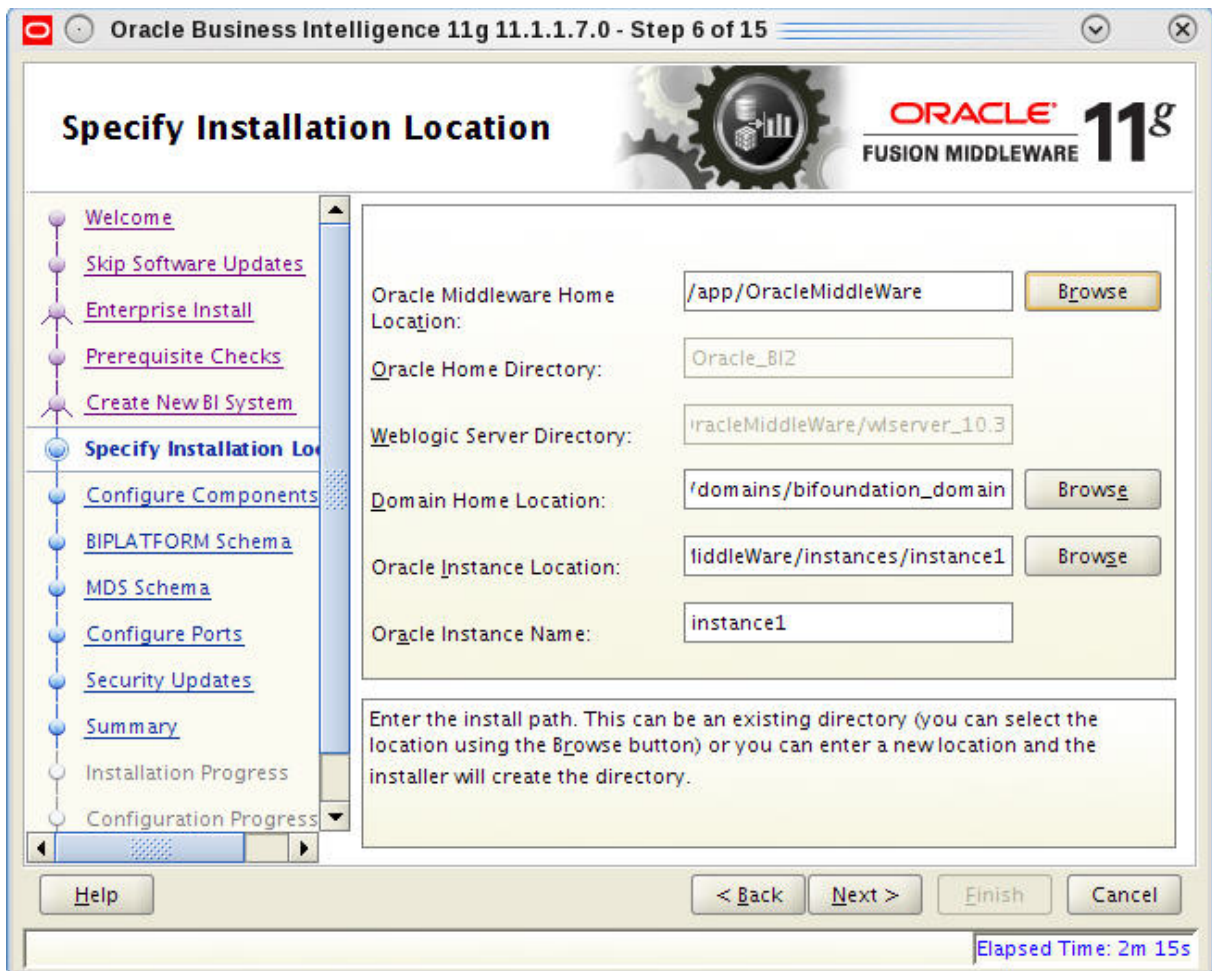 Oracle Business Intelligence 11g 11.1.1.7.0 - Step 6 of 15
Specify Installation Location
ORACLE
FUSION MIDDLEWARE
11g
Welcome
Skip Software Updates
Enterprise Install
Prerequisite Checks
Create New BI System
Specify Installation Loc
Configure Components
BIPLATFORM Schema
MDS Schema
Configure Ports
Security Updates
Summary
Installation Progress
Configuration Progress
Oracle Middleware Home
Location:
/app/OracleMiddleWare
Browse
Oracle Home Directory:
Oracle_BI2
Weblogic Server Directory:
racleMiddleWare/wlserver_10.3
Domain Home Location:
/domains/bifoundation_domain
Browse
Oracle Instance Location:
iddleWare/instances/instance1
Browse
Oracle Instance Name:
instance1
Enter the install path. This can be an existing directory (you can select the
location using the Browse button) or you can enter a new location and the
installer will create the directory.
Help
< Back
Next >
Finish
Cancel
Elapsed Time: 2m 15s